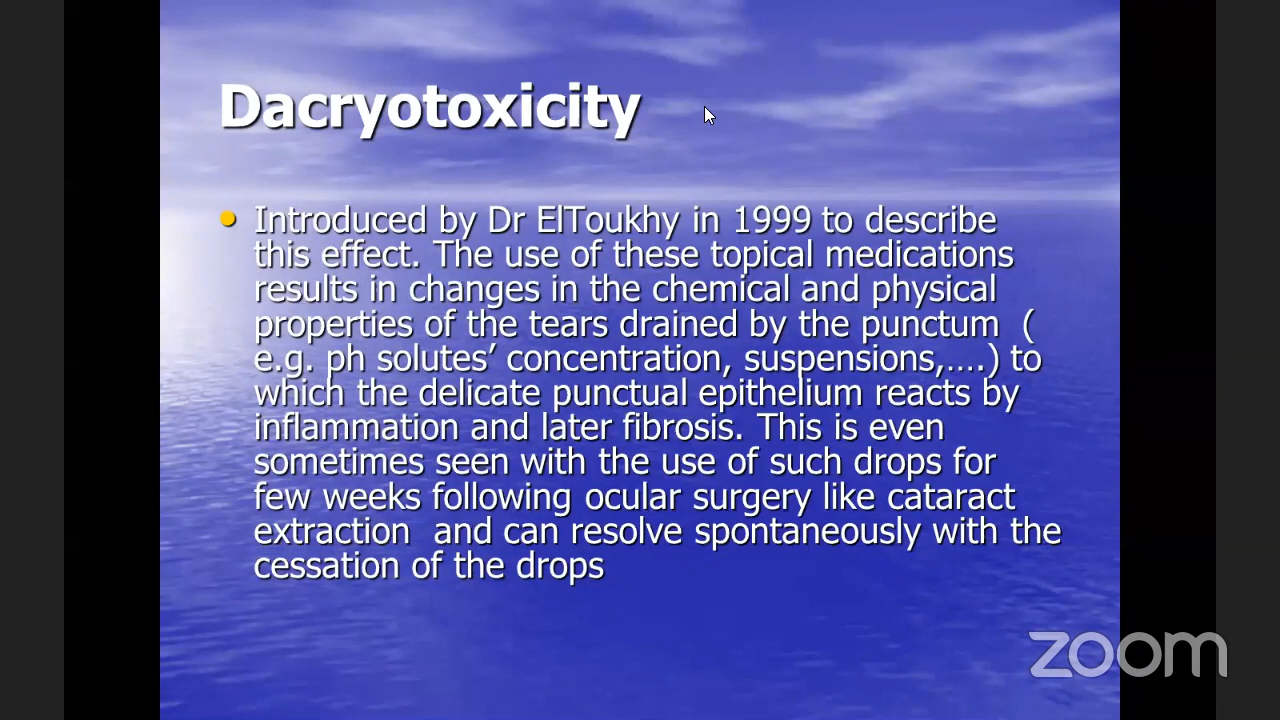 Dacryotoxicity
• Introduced by Dr ElToukhy in 1999 to describe
this effect. The use of these topical medications
results in changes in the chemical and physical
properties of the tears drained by the punctum  (
e.g. ph solutes’ concentration, suspensions,….) to
which the delicate punctual epithelium reacts by
inflammation and later fibrosis. This is even
sometimes seen with the use of such drops for
few weeks following ocular surgery like cataract
extraction  and can resolve spontaneously with the
cessation of the drops
zoom